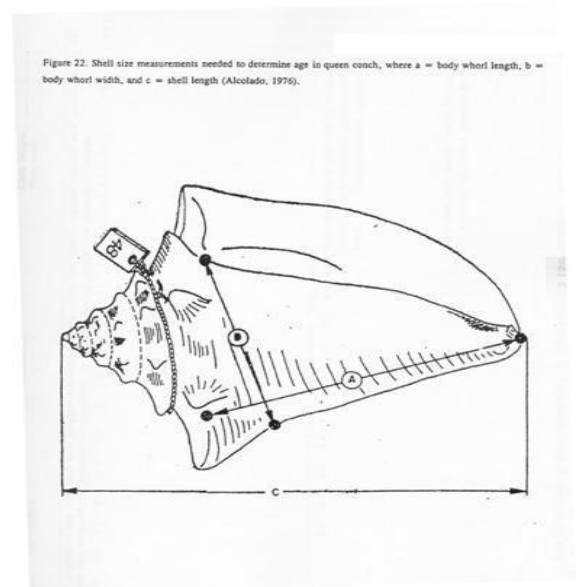 Figure 22. Shell size measurements needed to determine age in queen conch, where a = body whorl length, b =
body whorl width, and c = shell length (Alcolado, 1976).
48
B
A
C